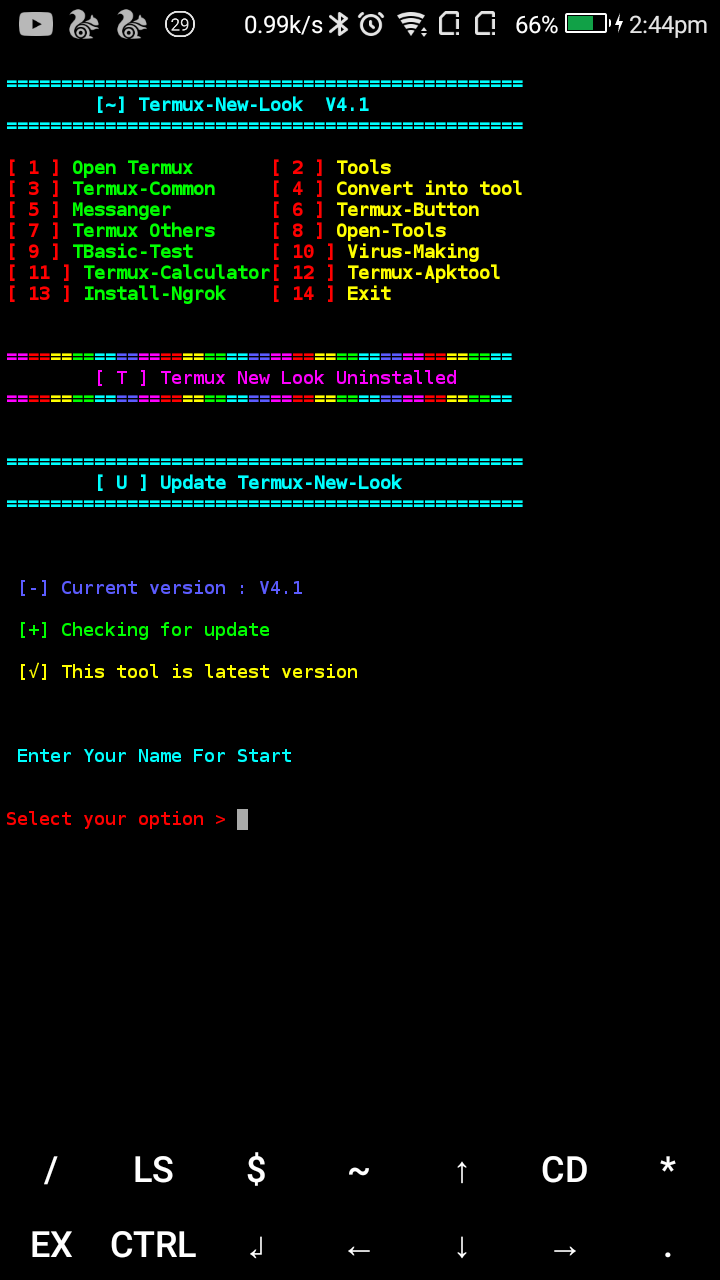 29 0.99k/s 66% 2:44pm
===============================================
[~] Termux-New-Look V4.1
===============================================
[ 1 ] Open Termux [ 2 ] Tools
[ 3 ] Termux-Common [ 4 ] Convert into tool
[ 5 ] Messanger [ 6 ] Termux-Button
[ 7 ] Termux Others [ 8 ] Open-Tools
[ 9 ] TBasic-Test [ 10 ] Virus-Making
[ 11 ] Termux-Calculator[ 12 ] Termux-Apktool
[ 13 ] Install-Ngrok [ 14 ] Exit
==============================================
[ T ] Termux New Look Uninstalled
==============================================
===============================================
[ U ] Update Termux-New-Look
===============================================
[-] Current version : V4.1
[+] Checking for update
[√] This tool is latest version
Enter Your Name For Start
Select your option >
/ LS $ ~ ↑ CD *
EX CTRL ↲ ← ↓ → .